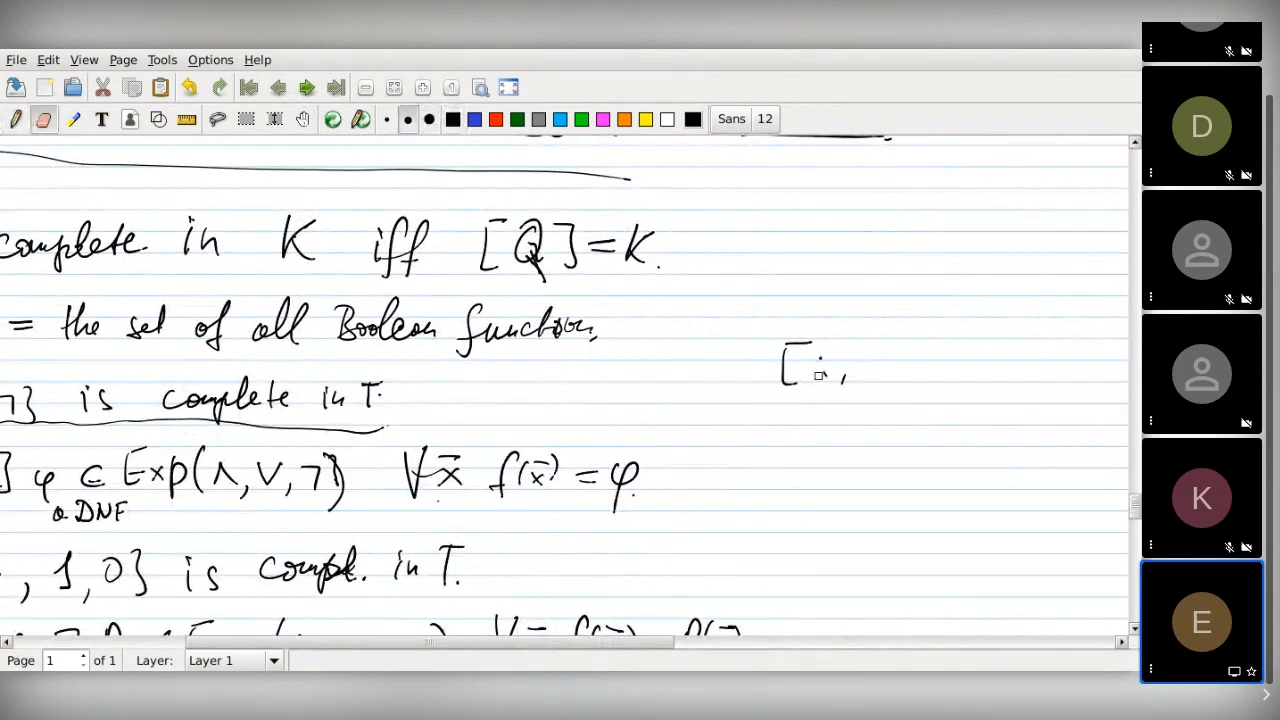 File Edit View Page Tools Options Help
Sans 12
complete in K iff [Q]=K.
= the set of all Boolean functions,
¬} is complete in T.
] φ ∈ Exp(∧, ∨, ¬) ∀x̄ f(x̄) = φ.
a DNF
, 1, 0} is compl. in T.
[ ,
D
K
E
Page 1 of 1 Layer: Layer 1